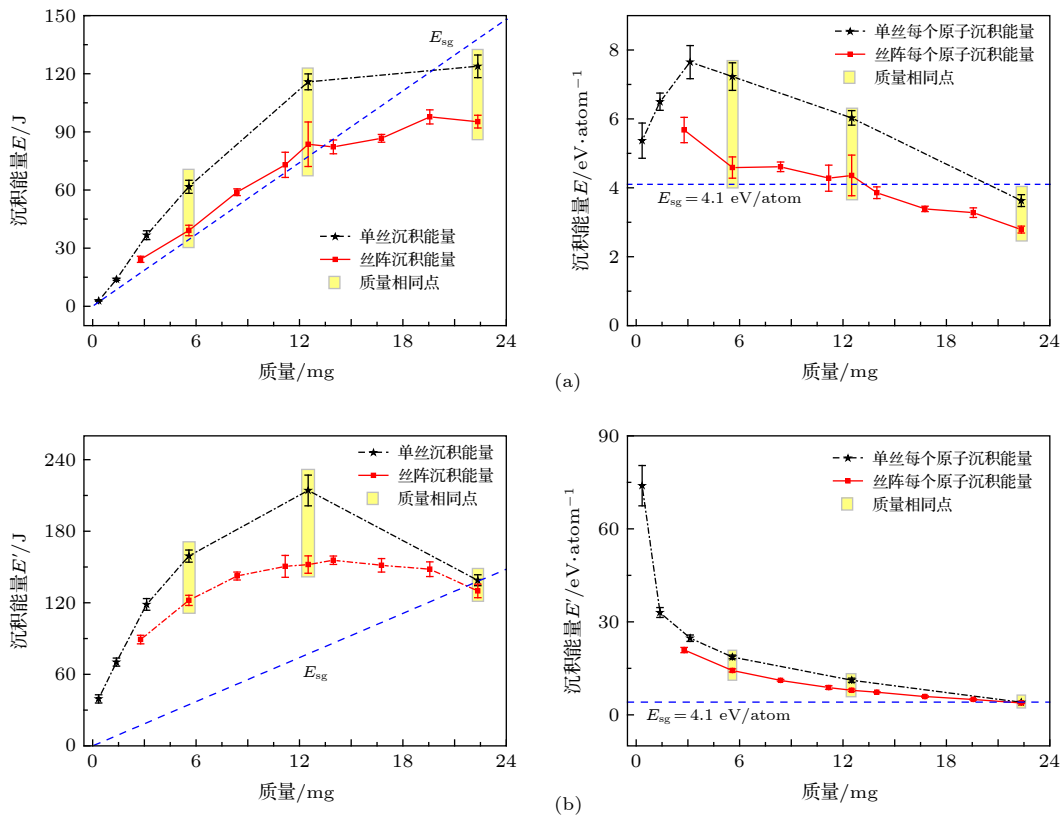 150
120
90
60
30
0
沉积能量E/J
E_sg
单丝沉积能量
丝阵沉积能量
质量相同点
0 6 12 18 24
质量/mg
8
6
4
2
0
沉积能量E/eV·atom⁻¹
单丝每个原子沉积能量
丝阵每个原子沉积能量
质量相同点
E_sg = 4.1 eV/atom
0 6 12 18 24
质量/mg
(a)
240
180
120
60
0
沉积能量E′/J
单丝沉积能量
丝阵沉积能量
质量相同点
E_sg
0 6 12 18 24
质量/mg
90
60
30
0
沉积能量E′/eV·atom⁻¹
单丝每个原子沉积能量
丝阵每个原子沉积能量
质量相同点
E_sg = 4.1 eV/atom
0 6 12 18 24
质量/mg
(b)